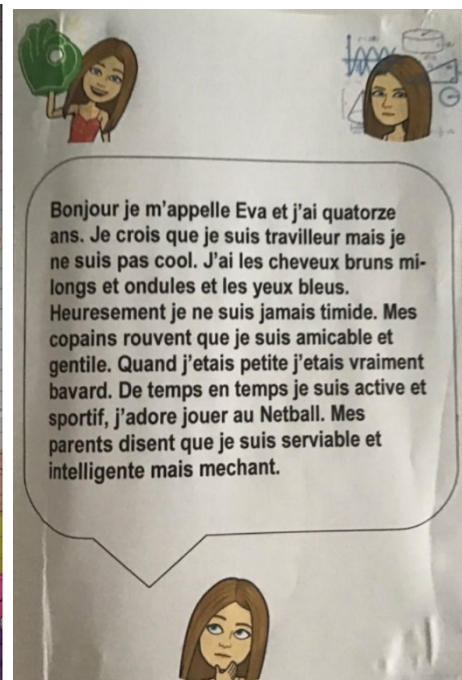 Bonjour je m'appelle Eva et j'ai quatorze
ans. Je crois que je suis travilleur mais je
ne suis pas cool. J'ai les cheveux bruns mi-
longs et ondules et les yeux bleus.
Heuresement je ne suis jamais timide. Mes
copains rouvent que je suis amicable et
gentile. Quand j'etais petite j'etais vraiment
bavard. De temps en temps je suis active et
sportif, j'adore jouer au Netball. Mes
parents disent que je suis serviable et
intelligente mais mechant.